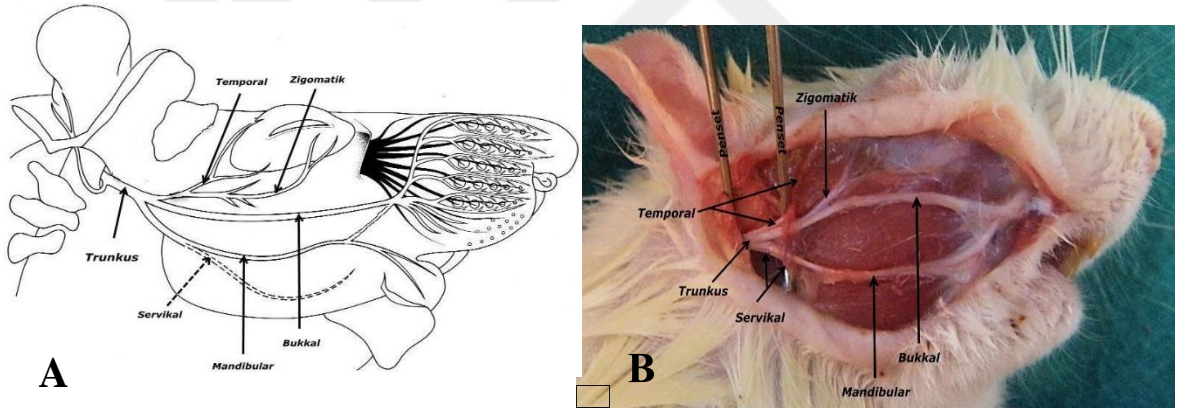 Temporal
Zigomatik
Trunkus
Servikal
Bukkal
Mandibular
A
Penset
Penset
Zigomatik
Temporal
Trunkus
Servikal
Bukkal
Mandibular
B